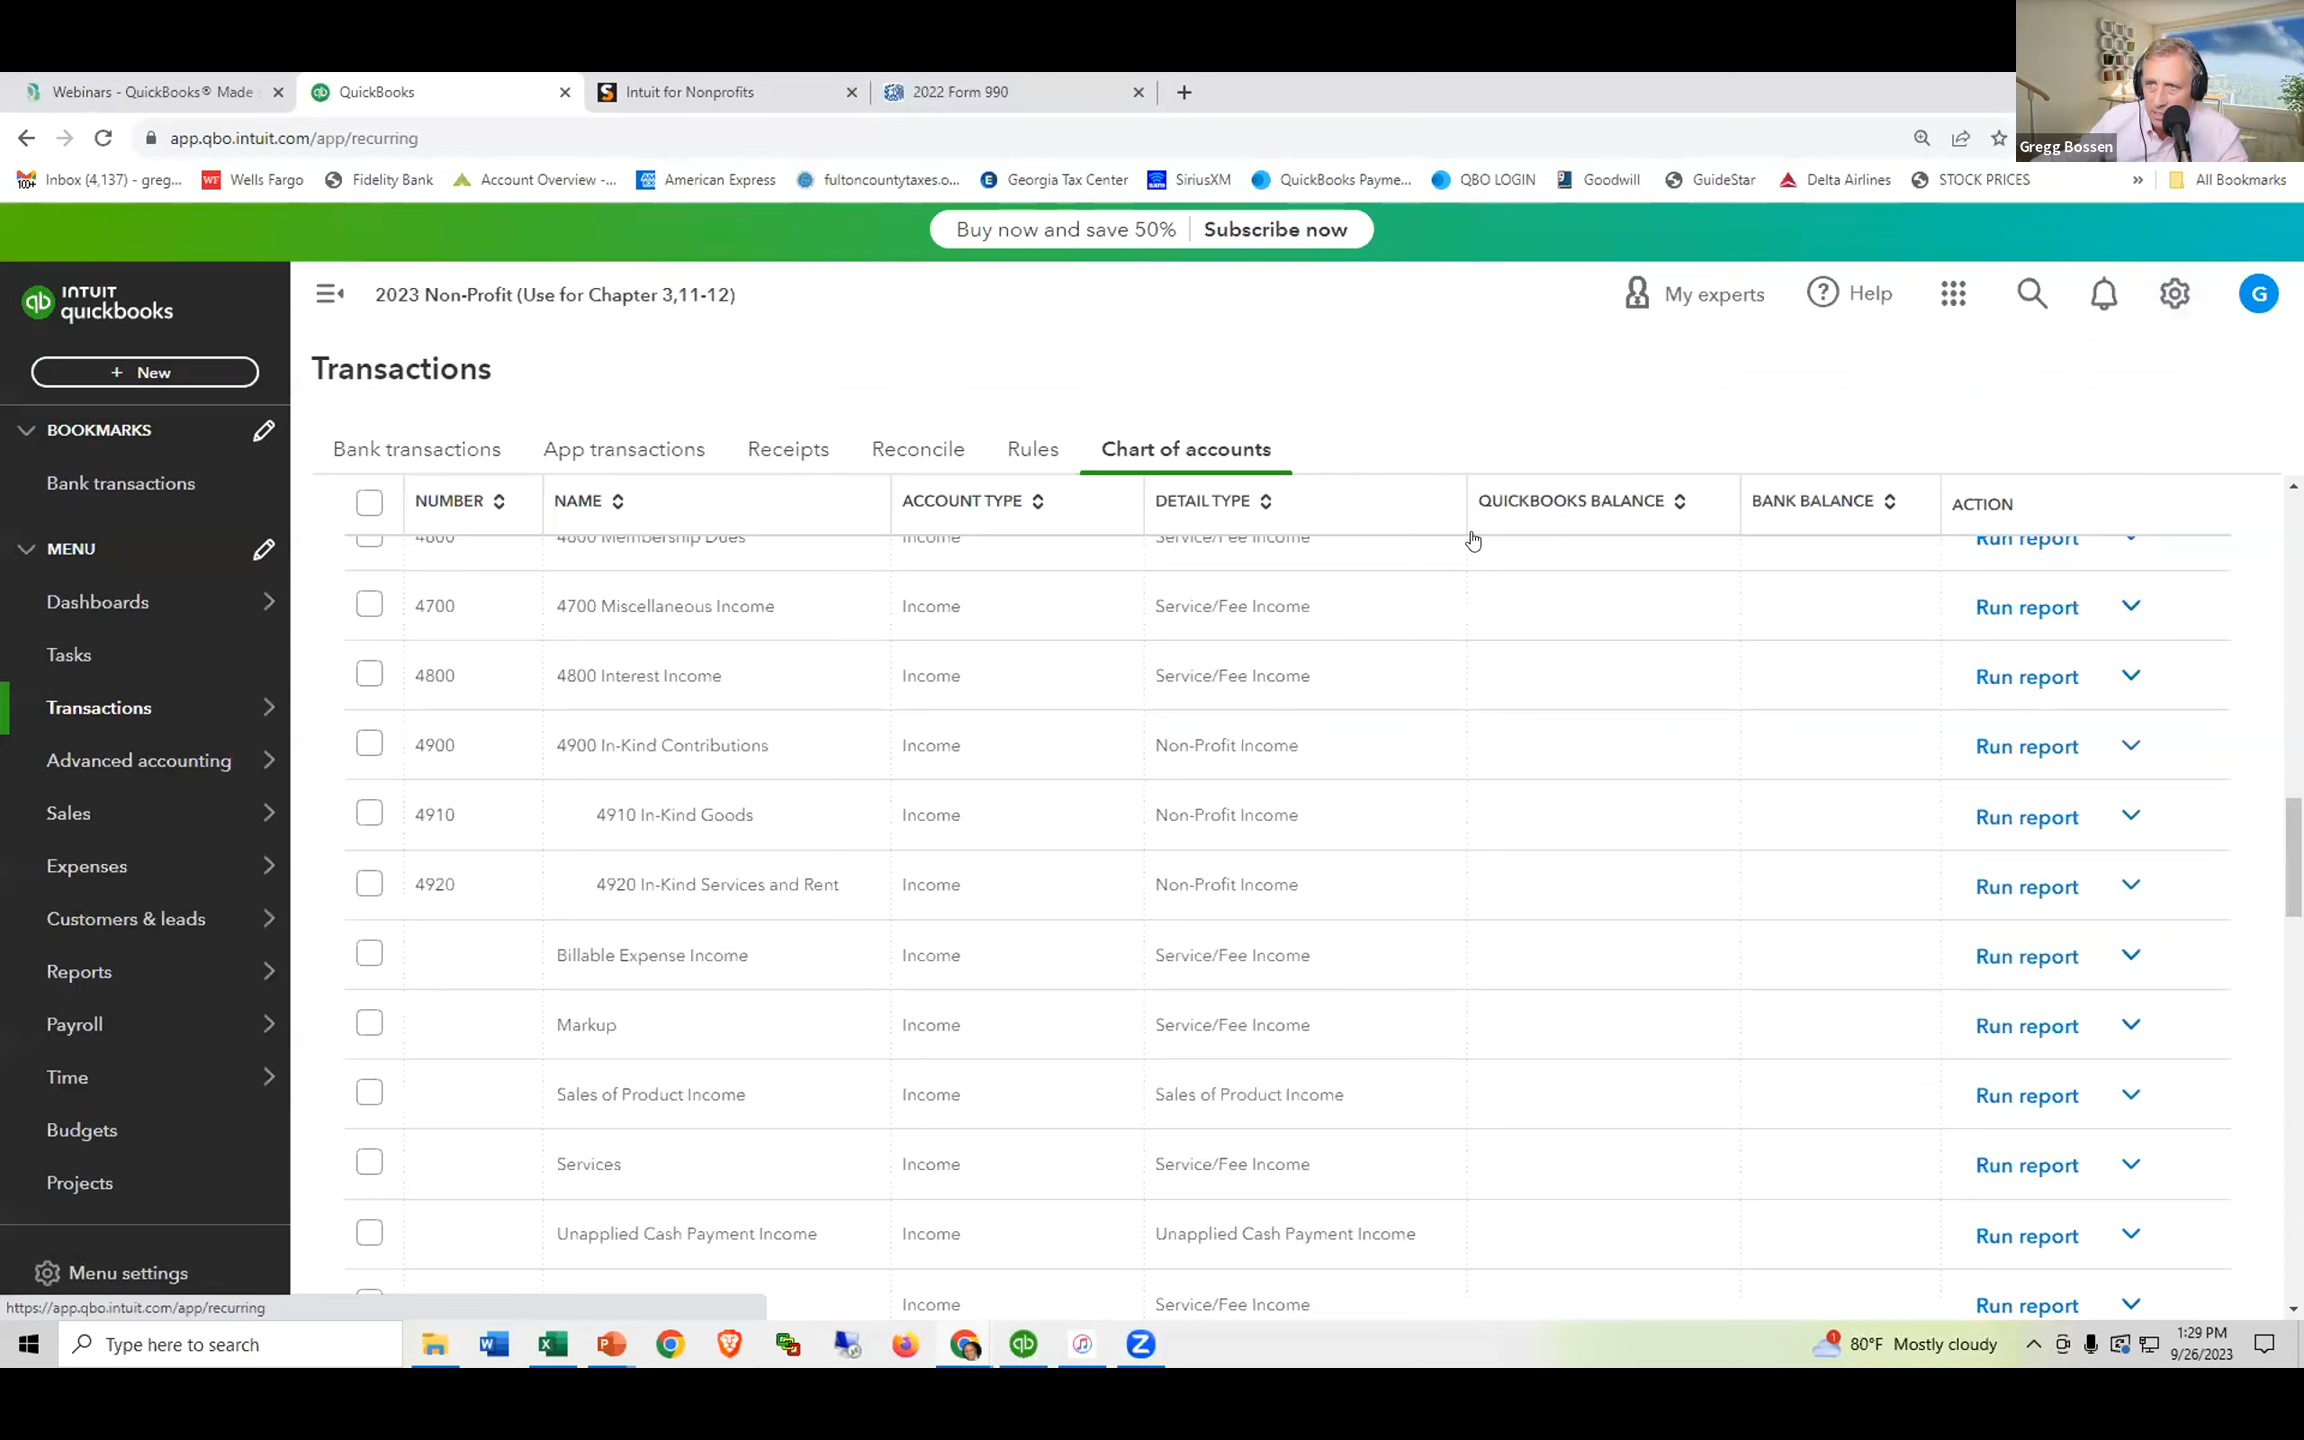 Webinars - QuickBooks® Made
QuickBooks
Intuit for Nonprofits
2022 Form 990
app.qbo.intuit.com/app/recurring
Gregg Bossen
100+
Inbox (4,137) - greg...
WF
Wells Fargo
Fidelity Bank
Account Overview -...
American Express
fultoncountytaxes.o...
Georgia Tax Center
SiriusXM
QuickBooks Payme...
QBO LOGIN
Goodwill
GuideStar
Delta Airlines
STOCK PRICES
»
All Bookmarks
Buy now and save 50%
Subscribe now
INTUIT
quickbooks
2023 Non-Profit (Use for Chapter 3,11-12)
My experts
Help
G
+ New
Transactions
BOOKMARKS
Bank transactions
Bank transactions
App transactions
Receipts
Reconcile
Rules
Chart of accounts
MENU
Dashboards
Tasks
Transactions
Advanced accounting
Sales
Expenses
Customers & leads
Reports
Payroll
Time
Budgets
Projects
Menu settings
NUMBER NAME ACCOUNT TYPE DETAIL TYPE QUICKBOOKS BALANCE BANK BALANCE ACTION
4600 4600 Membership Dues Income Service/Fee Income Run report
4700 4700 Miscellaneous Income Income Service/Fee Income Run report
4800 4800 Interest Income Income Service/Fee Income Run report
4900 4900 In-Kind Contributions Income Non-Profit Income Run report
4910 4910 In-Kind Goods Income Non-Profit Income Run report
4920 4920 In-Kind Services and Rent Income Non-Profit Income Run report
Billable Expense Income Income Service/Fee Income Run report
Markup Income Service/Fee Income Run report
Sales of Product Income Income Sales of Product Income Run report
Services Income Service/Fee Income Run report
Unapplied Cash Payment Income Income Unapplied Cash Payment Income Run report
Income Service/Fee Income Run report
https://app.qbo.intuit.com/app/recurring
Type here to search
80°F Mostly cloudy
1:29 PM
9/26/2023